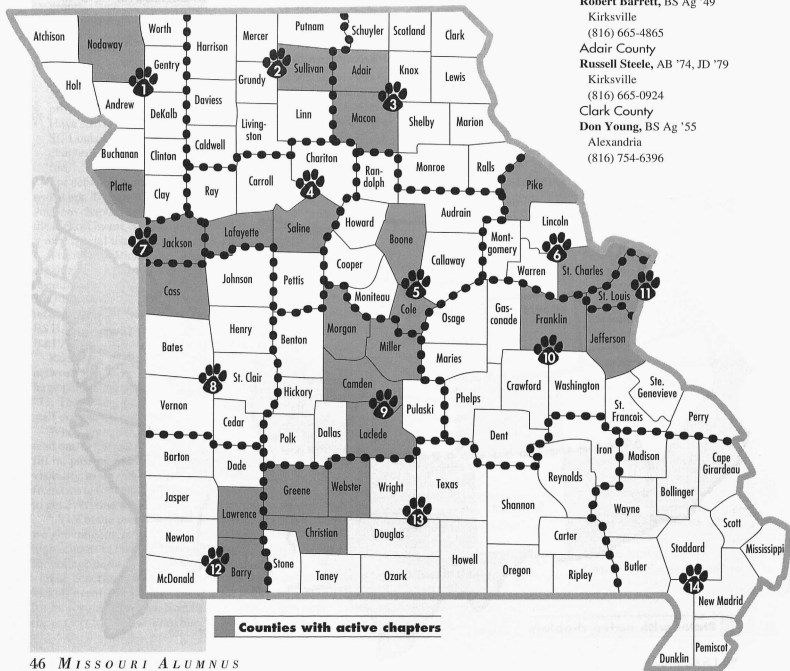 Robert Barrett, BS Ag '49
Kirksville
(816) 665-4865
Adair County
Russell Steele, AB '74, JD '79
Kirksville
(816) 665-0924
Clark County
Don Young, BS Ag '55
Alexandria
(816) 754-6396
Atchison
Nodaway
Worth
Harrison
Mercer
Putnam
Schuyler
Scotland
Clark
Gentry
Holt
1
Grundy
2
Sullivan
Adair
Knox
Lewis
3
Andrew
DeKalb
Daviess
Living-
ston
Linn
Macon
Shelby
Marion
Buchanan
Clinton
Caldwell
Chariton
Ran-
dolph
Monroe
Ralls
Platte
Clay
Ray
Carroll
4
Pike
Howard
Audrain
7
Jackson
Lafayette
Saline
Boone
Mont-
gomery
Lincoln
6
Cooper
Callaway
Warren
St. Charles
Cass
Johnson
Pettis
Moniteau
5
Cole
St. Louis
11
Osage
Gas-
conade
Franklin
Jefferson
10
Bates
Henry
Benton
Morgan
Miller
Maries
8
St. Clair
Camden
Crawford
Washington
Ste.
Genevieve
Vernon
Hickory
9
Pulaski
Phelps
St.
Francois
Perry
Cedar
Polk
Dallas
Laclede
Dent
Iron
Madison
Cape
Girardeau
Barton
Dade
Reynolds
Bollinger
Jasper
Greene
Webster
Wright
Texas
Shannon
Wayne
Scott
Lawrence
13
Newton
Christian
Douglas
Carter
Stoddard
Mississippi
12
McDonald
Barry
Stone
Taney
Ozark
Howell
Oregon
Ripley
Butler
14
New Madrid
Dunklin
Pemiscot
Counties with active chapters
46 MISSOURI ALUMNUS